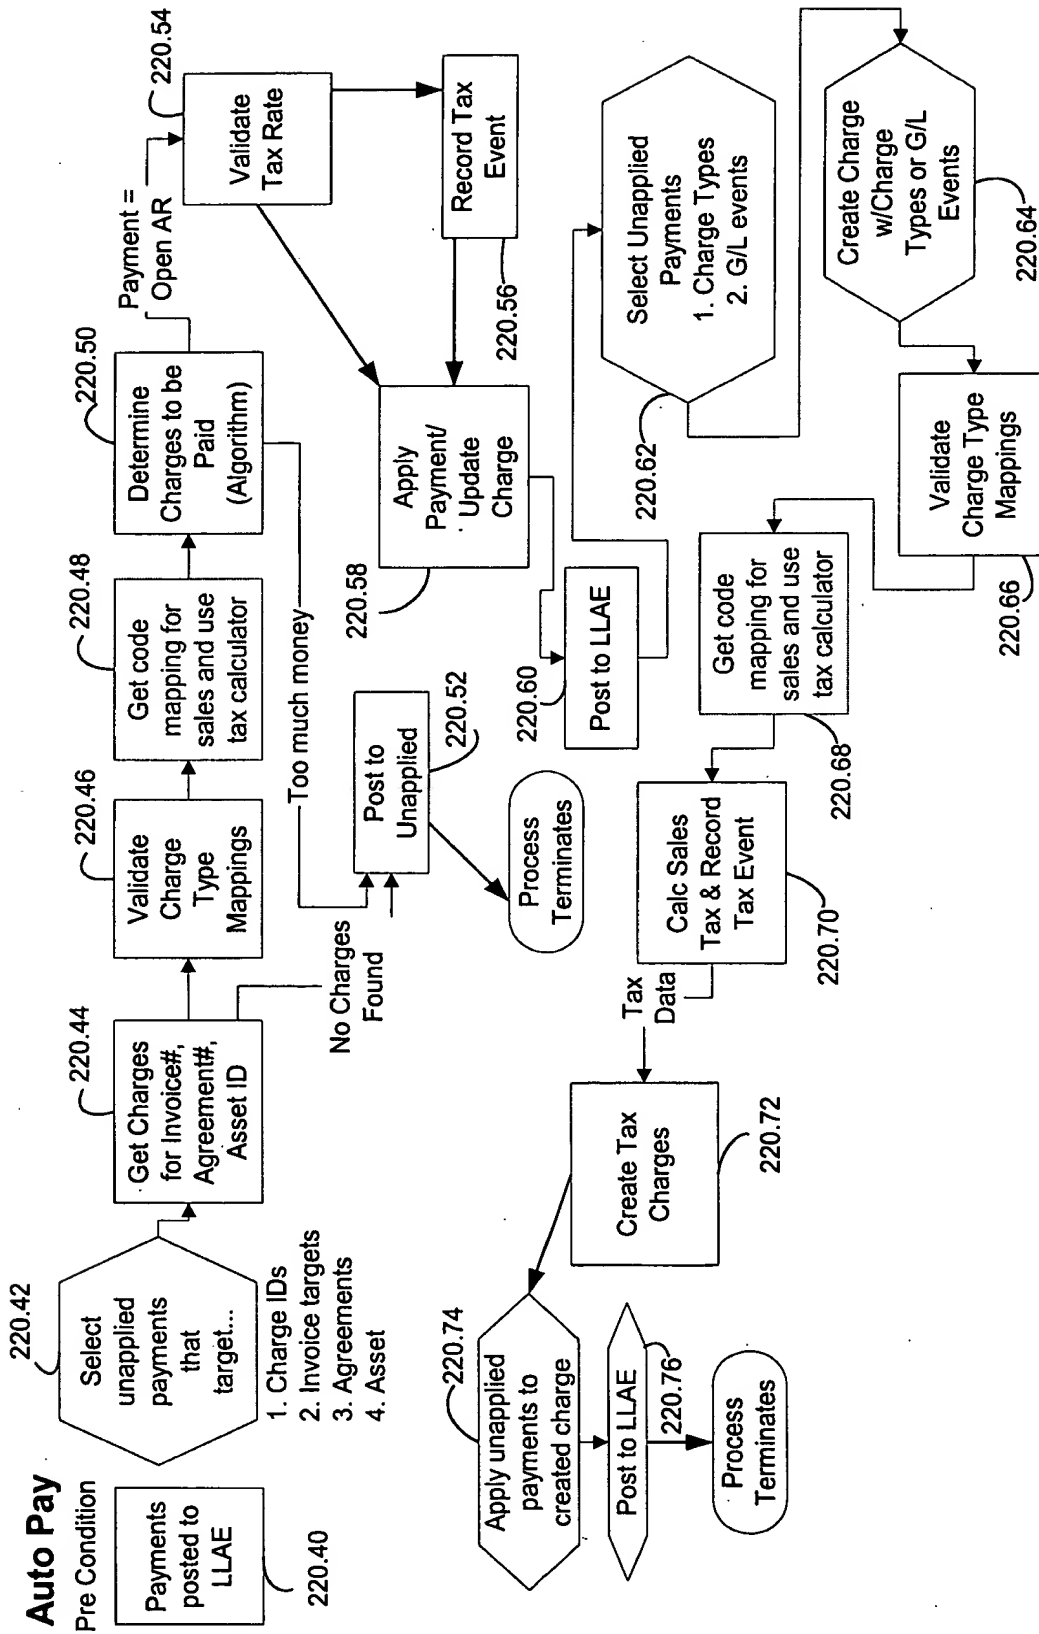 Auto Pay
Pre Condition
Payments
posted to
LLAE
220.40
220.42
Select
unapplied
payments
that
target...
1. Charge IDs
2. Invoice targets
3. Agreements
4. Asset
220.44
Get Charges
for Invoice#,
Agreement#,
Asset ID
No Charges
Found
220.46
Validate
Charge
Type
Mappings
220.48
Get code
mapping for
sales and use
tax calculator
220.50
Determine
Charges to be
Paid
(Algorithm)
Too much money
Payment =
Open AR
Post to
Unapplied
220.52
Process
Terminates
220.54
Validate
Tax Rate
Record Tax
Event
220.56
Apply
Payment/
Update
Charge
220.58
220.60
Post to LLAE
Select Unapplied
Payments
1. Charge Types
2. G/L events
220.62
Create Charge
w/Charge
Types or G/L
Events
220.64
Validate
Charge Type
Mappings
220.66
Get code
mapping for
sales and use
tax calculator
220.68
Calc Sales
Tax & Record
Tax Event
220.70
Tax
Data
Create Tax
Charges
220.72
220.74
Apply unapplied
payments to
created charge
Post to LLAE
220.76
Process
Terminates